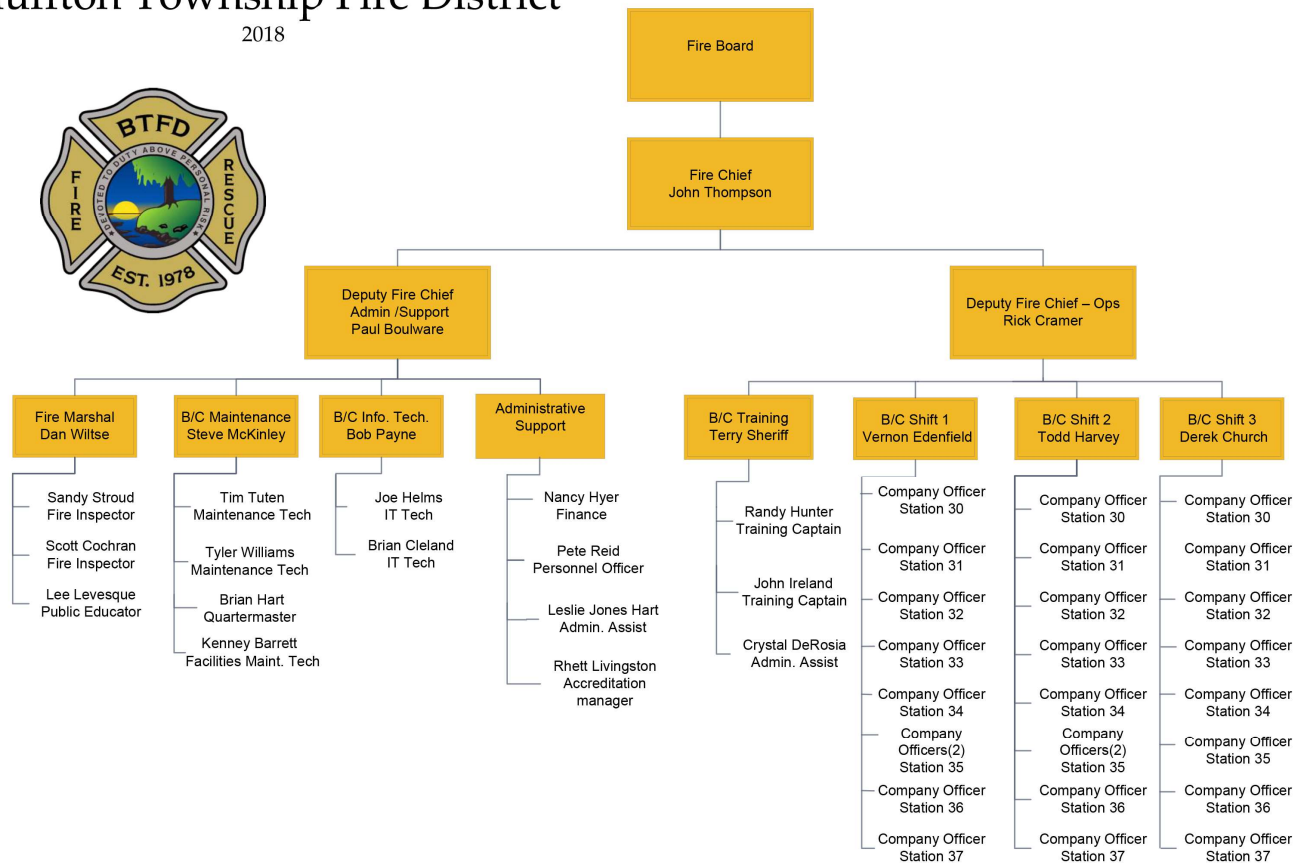 Township Fire District
2018
BTFD
FIRE
RESCUE
DEVOTED TO DUTY ABOVE PERSONAL RISK
EST. 1978
Fire Board
Fire Chief
John Thompson
Deputy Fire Chief
Admin /Support
Paul Boulware
Deputy Fire Chief – Ops
Rick Cramer
Fire Marshal
Dan Wiltse
Sandy Stroud
Fire Inspector
Scott Cochran
Fire Inspector
Lee Levesque
Public Educator
B/C Maintenance
Steve McKinley
Tim Tuten
Maintenance Tech
Tyler Williams
Maintenance Tech
Brian Hart
Quartermaster
Kenney Barrett
Facilities Maint. Tech
B/C Info. Tech.
Bob Payne
Joe Helms
IT Tech
Brian Cleland
IT Tech
Administrative
Support
Nancy Hyer
Finance
Pete Reid
Personnel Officer
Leslie Jones Hart
Admin. Assist
Rhett Livingston
Accreditation
manager
B/C Training
Terry Sheriff
Randy Hunter
Training Captain
John Ireland
Training Captain
Crystal DeRosia
Admin. Assist
B/C Shift 1
Vernon Edenfield
Company Officer
Station 30
Company Officer
Station 31
Company Officer
Station 32
Company Officer
Station 33
Company Officer
Station 34
Company
Officers(2)
Station 35
Company Officer
Station 36
Company Officer
Station 37
B/C Shift 2
Todd Harvey
Company Officer
Station 30
Company Officer
Station 31
Company Officer
Station 32
Company Officer
Station 33
Company Officer
Station 34
Company
Officers(2)
Station 35
Company Officer
Station 36
Company Officer
Station 37
B/C Shift 3
Derek Church
Company Officer
Station 30
Company Officer
Station 31
Company Officer
Station 32
Company Officer
Station 33
Company Officer
Station 34
Company Officer
Station 35
Company Officer
Station 36
Company Officer
Station 37